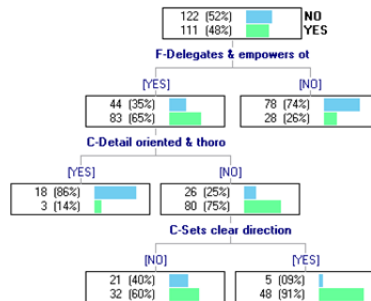 122 (52%) NO
111 (48%) YES
F-Delegates & empowers ot
[YES] [NO]
44 (35%) 78 (74%)
83 (65%) 28 (26%)
C-Detail oriented & thoro
[YES] [NO]
18 (86%) 26 (25%)
3 (14%) 80 (75%)
C-Sets clear direction
[NO] [YES]
21 (40%) 5 (09%)
32 (60%) 48 (91%)